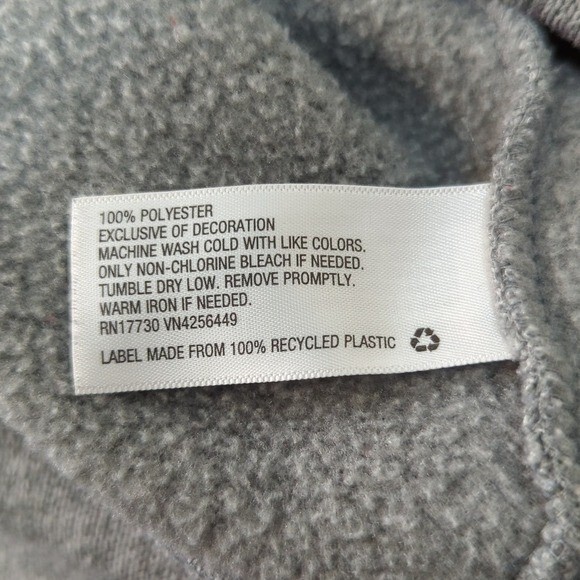 100% POLYESTER
EXCLUSIVE OF DECORATION
MACHINE WASH COLD WITH LIKE COLORS.
ONLY NON-CHLORINE BLEACH IF NEEDED.
TUMBLE DRY LOW. REMOVE PROMPTLY.
WARM IRON IF NEEDED.
RN17730 VN4256449
LABEL MADE FROM 100% RECYCLED PLASTIC